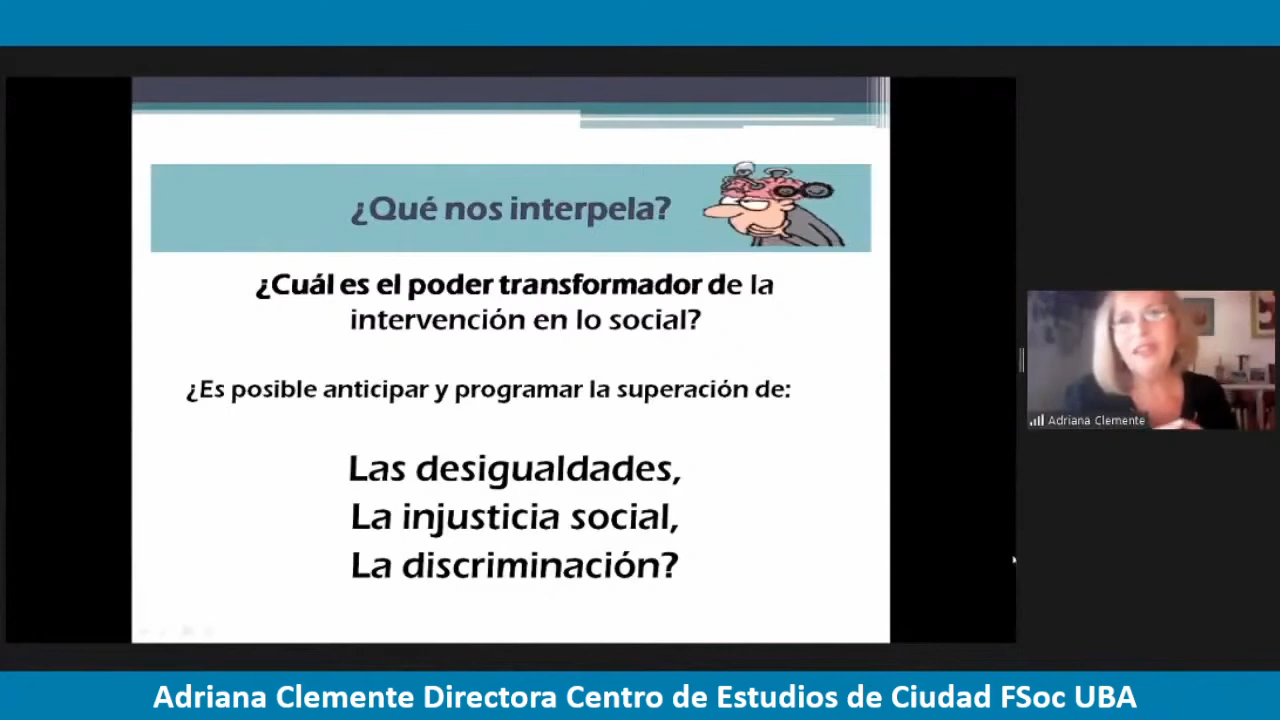 ¿Qué nos interpela?
¿Cuál es el poder transformador de la
intervención en lo social?
¿Es posible anticipar y programar la superación de:
Las desigualdades,
La injusticia social,
La discriminación?
Adriana Clemente
Adriana Clemente Directora Centro de Estudios de Ciudad FSoc UBA